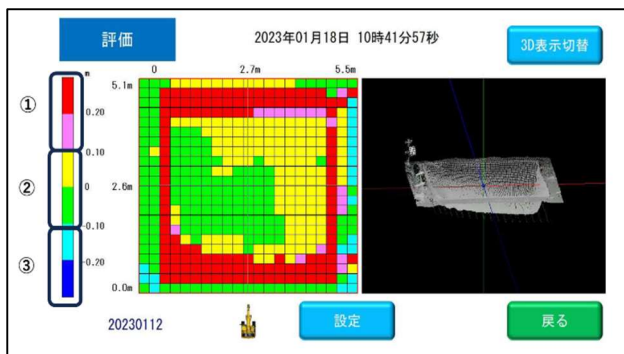 評価
2023年01月18日 10時41分57秒
3D表示切替
0 2.7m 5.5m
m
5.1m
2.6m
0.0m
①
②
③
0.20
0.10
0
-0.10
-0.20
20230112
設定
戻る